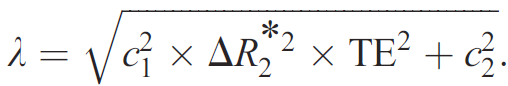 λ = √(c₁² × ΔR₂*² × TE² + c₂²).